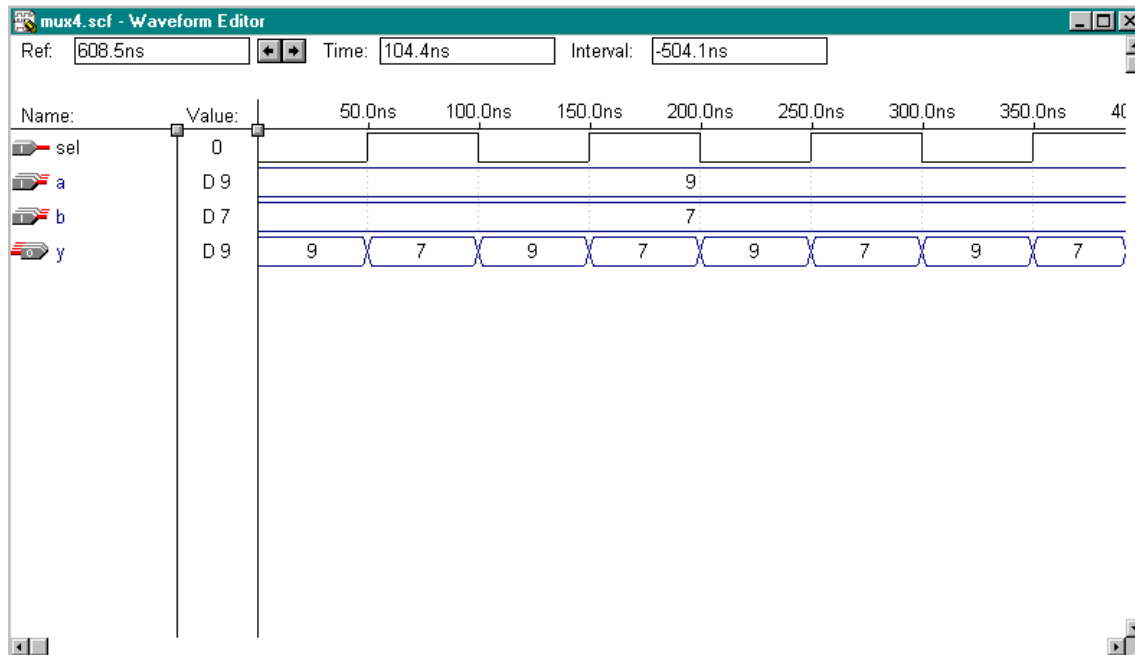 mux4.scf - Waveform Editor
Ref: 608.5ns Time: 104.4ns Interval: -504.1ns
Name: Value: 50.0ns 100.0ns 150.0ns 200.0ns 250.0ns 300.0ns 350.0ns 40
sel 0
a D 9 9
b D 7 7
y D 9 9 7 9 7 9 7 9 7